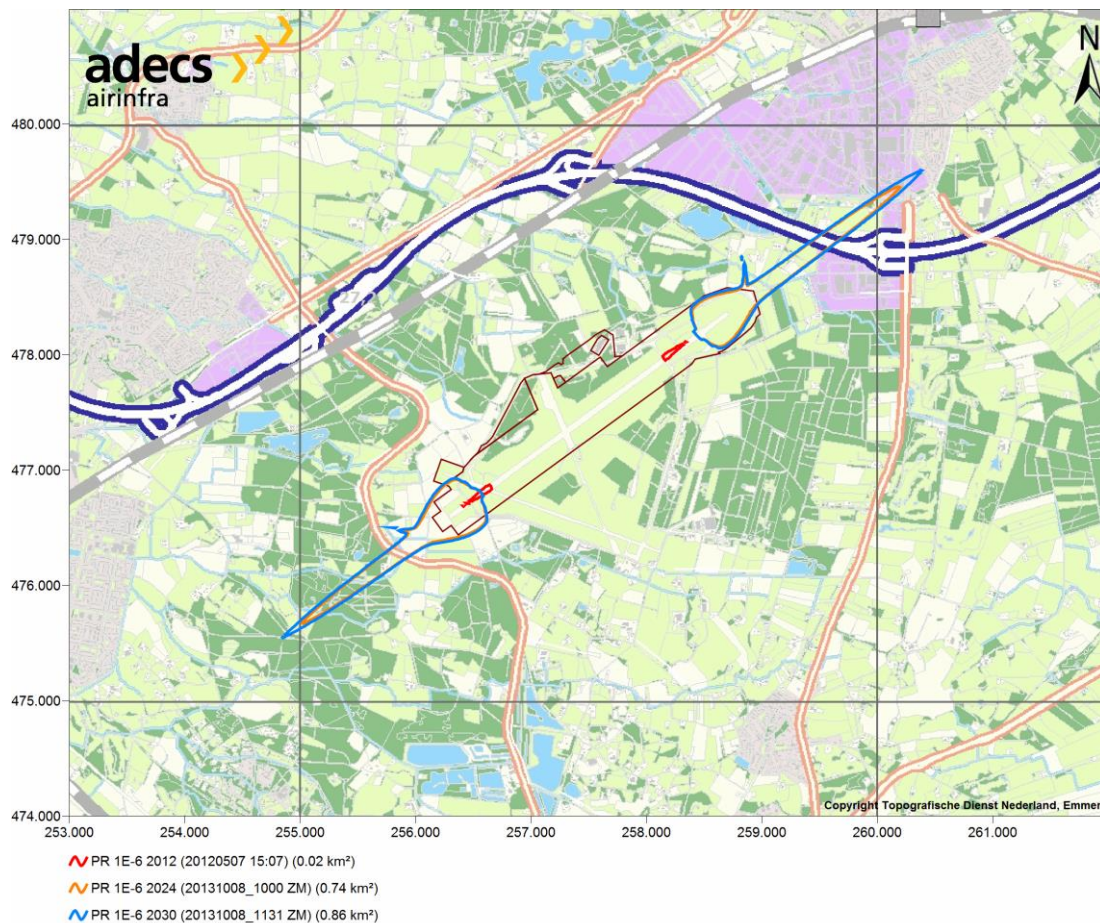 adecs
airinfra
N
480.000
479.000
478.000
477.000
476.000
475.000
474.000
Copyright Topografische Dienst Nederland, Emmen
253.000 254.000 255.000 256.000 257.000 258.000 259.000 260.000 261.000
PR 1E-6 2012 (20120507 15:07) (0.02 km²)
PR 1E-6 2024 (20131008_1000 ZM) (0.74 km²)
PR 1E-6 2030 (20131008_1131 ZM) (0.86 km²)